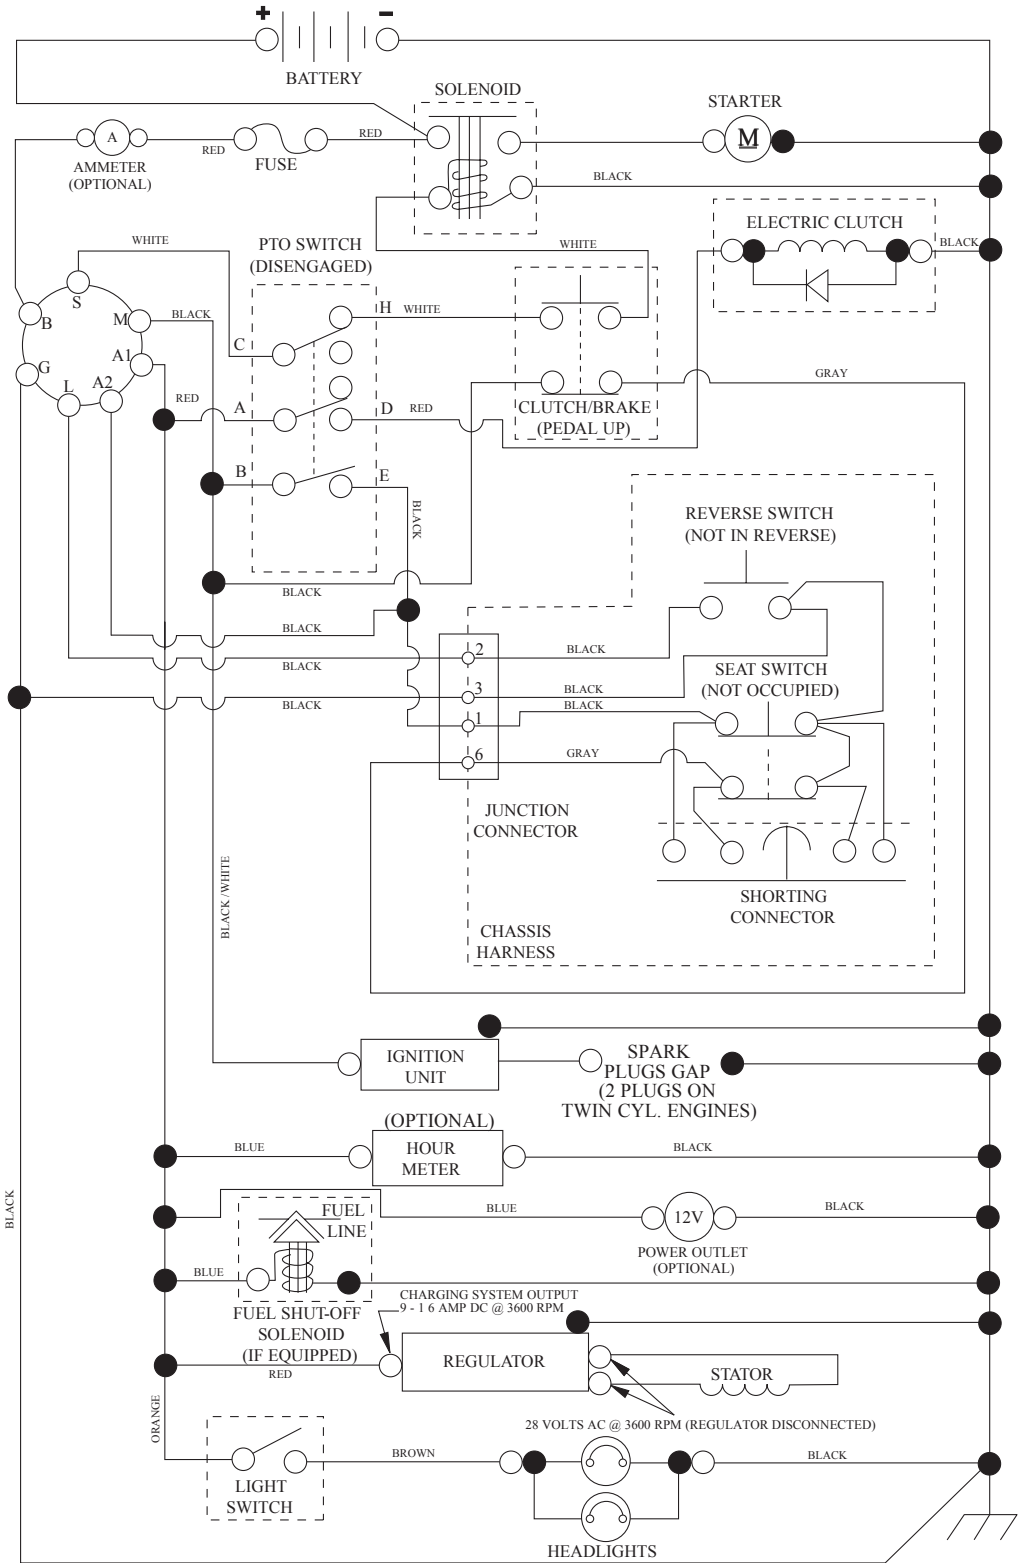 + -
BATTERY
SOLENOID
STARTER
A
M
RED
RED
FUSE
AMMETER
(OPTIONAL)
BLACK
ELECTRIC CLUTCH
WHITE
PTO SWITCH
(DISENGAGED)
WHITE
BLACK
S
B
M
BLACK
H
WHITE
C
G
A1
L
A2
GRAY
RED
A
D
RED
CLUTCH/BRAKE
(PEDAL UP)
B
E
BLACK
REVERSE SWITCH
(NOT IN REVERSE)
BLACK
BLACK
2
BLACK
BLACK
SEAT SWITCH
(NOT OCCUPIED)
3
BLACK
BLACK
BLACK
1
6
GRAY
JUNCTION
CONNECTOR
SHORTING
CONNECTOR
BLACK /WHITE
CHASSIS
HARNESS
IGNITION
UNIT
SPARK
PLUGS GAP
(2 PLUGS ON
TWIN CYL. ENGINES)
(OPTIONAL)
HOUR
METER
BLUE
BLACK
BLACK
FUEL
LINE
BLUE
12V
BLACK
POWER OUTLET
(OPTIONAL)
BLUE
CHARGING SYSTEM OUTPUT
9 - 1 6 AMP DC @ 3600 RPM
FUEL SHUT-OFF
SOLENOID
(IF EQUIPPED)
RED
REGULATOR
STATOR
ORANGE
28 VOLTS AC @ 3600 RPM (REGULATOR DISCONNECTED)
BROWN
BLACK
LIGHT
SWITCH
HEADLIGHTS